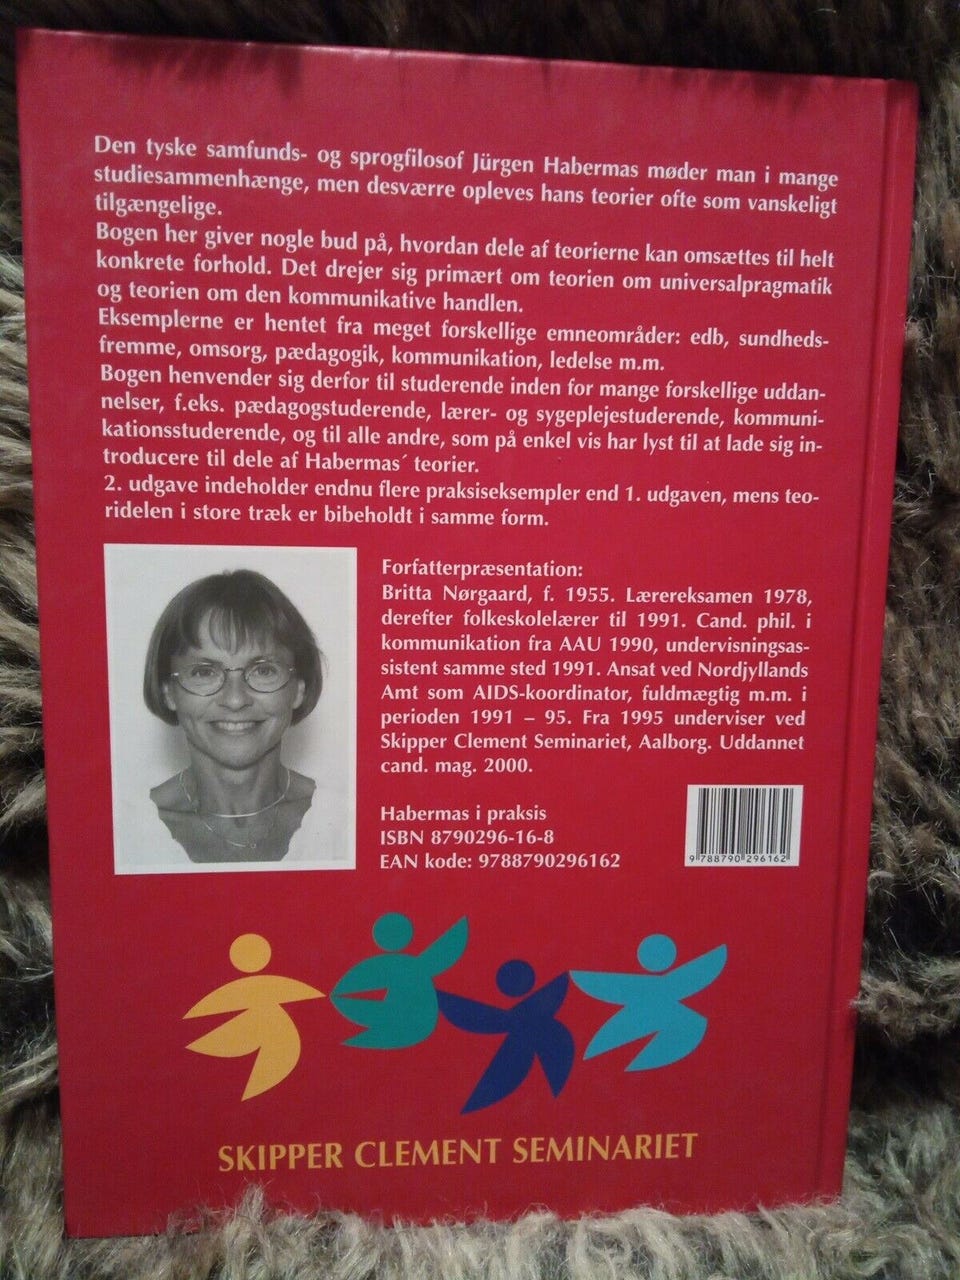 Den tyske samfunds- og sprogfilosof Jürgen Habermas møder man i mange
studiesammenhænge, men desværre opleves hans teorier ofte som vanskeligt
tilgængelige.
Bogen her giver nogle bud på, hvordan dele af teorierne kan omsættes til helt
konkrete forhold. Det drejer sig primært om teorien om universalpragmatik
og teorien om den kommunikative handlen.
Eksemplerne er hentet fra meget forskellige emneområder: edb, sundheds-
fremme, omsorg, pædagogik, kommunikation, ledelse m.m.
Bogen henvender sig derfor til studerende inden for mange forskellige uddan-
nelser, f.eks. pædagogstuderende, lærer- og sygeplejestuderende, kommuni-
kationsstuderende, og til alle andre, som på enkel vis har lyst til at lade sig in-
troducere til dele af Habermas´ teorier.
2. udgave indeholder endnu flere praksiseksempler end 1. udgaven, mens teo-
ridelen i store træk er bibeholdt i samme form.
Forfatterpræsentation:
Britta Nørgaard, f. 1955. Lærereksamen 1978,
derefter folkeskolelærer til 1991. Cand. phil. i
kommunikation fra AAU 1990, undervisningsas-
sistent samme sted 1991. Ansat ved Nordjyllands
Amt som AIDS-koordinator, fuldmægtig m.m. i
perioden 1991 – 95. Fra 1995 underviser ved
Skipper Clement Seminariet, Aalborg. Uddannet
cand. mag. 2000.
Habermas i praksis
ISBN 8790296-16-8
EAN kode: 9788790296162
9 788790 296162
SKIPPER CLEMENT SEMINARIET